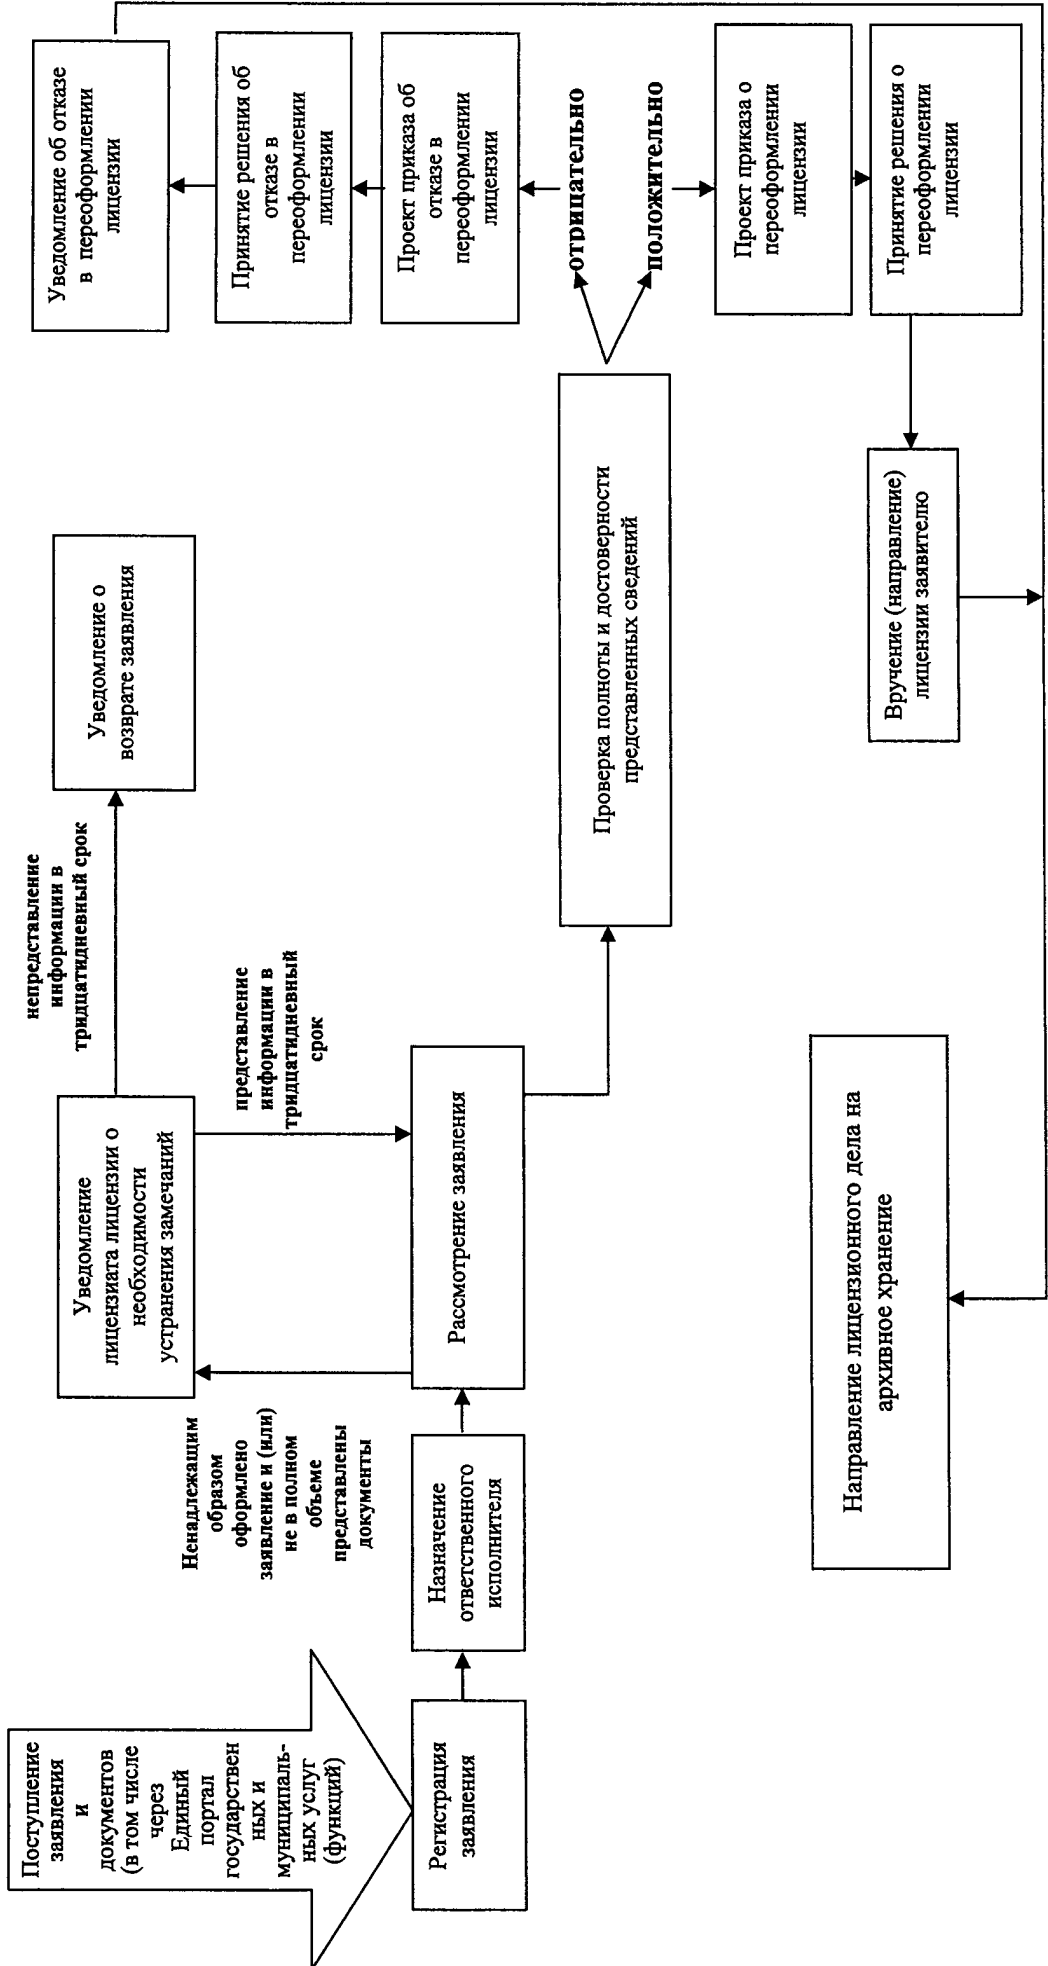 Поступление
заявления
и
документов
(в том числе
через
Единый
портал
государствен
ных и
муниципаль-
ных услуг
(функций)
Регистрация
заявления
Назначение
ответственного
исполнителя
Ненадлежащим
образом
оформлено
заявление и (или)
не в полном
объеме
представлены
документы
Рассмотрение заявления
Уведомление
лицензиата лицензии о
необходимости
устранения замечаний
представление
информации в
тридцатидневный
срок
непредставление
информации в
тридцатидневный срок
Уведомление о
возврате заявления
Проверка полноты и достоверности
представленных сведений
отрицательно
положительно
Проект приказа об
отказе в
переоформлении
лицензии
Принятие решения об
отказе в
переоформлении
лицензии
Уведомление об отказе
в переоформлении
лицензии
Проект приказа о
переоформлении
лицензии
Принятие решения о
переоформлении
лицензии
Вручение (направление)
лицензии заявителю
Направление лицензионного дела на
архивное хранение